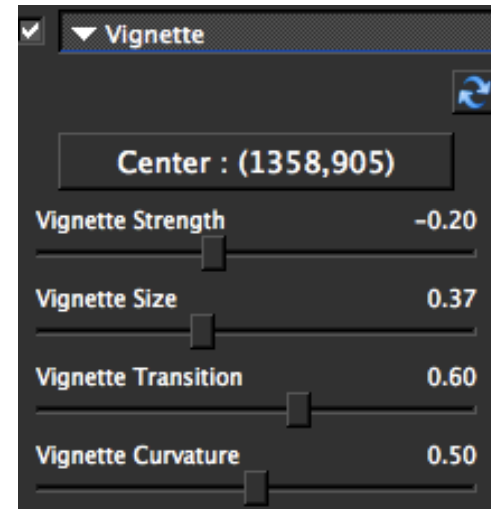 Vignette
Center : (1358,905)
Vignette Strength -0.20
Vignette Size 0.37
Vignette Transition 0.60
Vignette Curvature 0.50